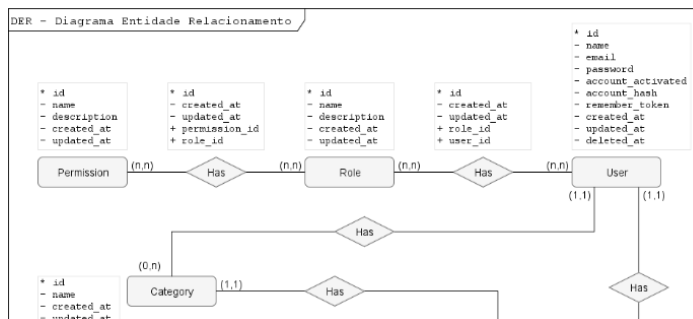 DER - Diagrama Entidade Relacionamento
* id
- name
- email
- password
- account_activated
- account_hash
- remember_token
- created_at
- updated_at
- deleted_at
* id
- name
- description
- created_at
- updated_at
* id
- created_at
- updated_at
+ permission_id
+ role_id
* id
- name
- description
- created_at
- updated_at
* id
- created_at
- updated_at
+ role_id
+ user_id
Permission
(n,n)
Has
(n,n)
Role
(n,n)
Has
(n,n)
User
(1,1)
(1,1)
Has
(0,n)
* id
- name
- created_at
- updated_at
Category
(1,1)
Has
Has